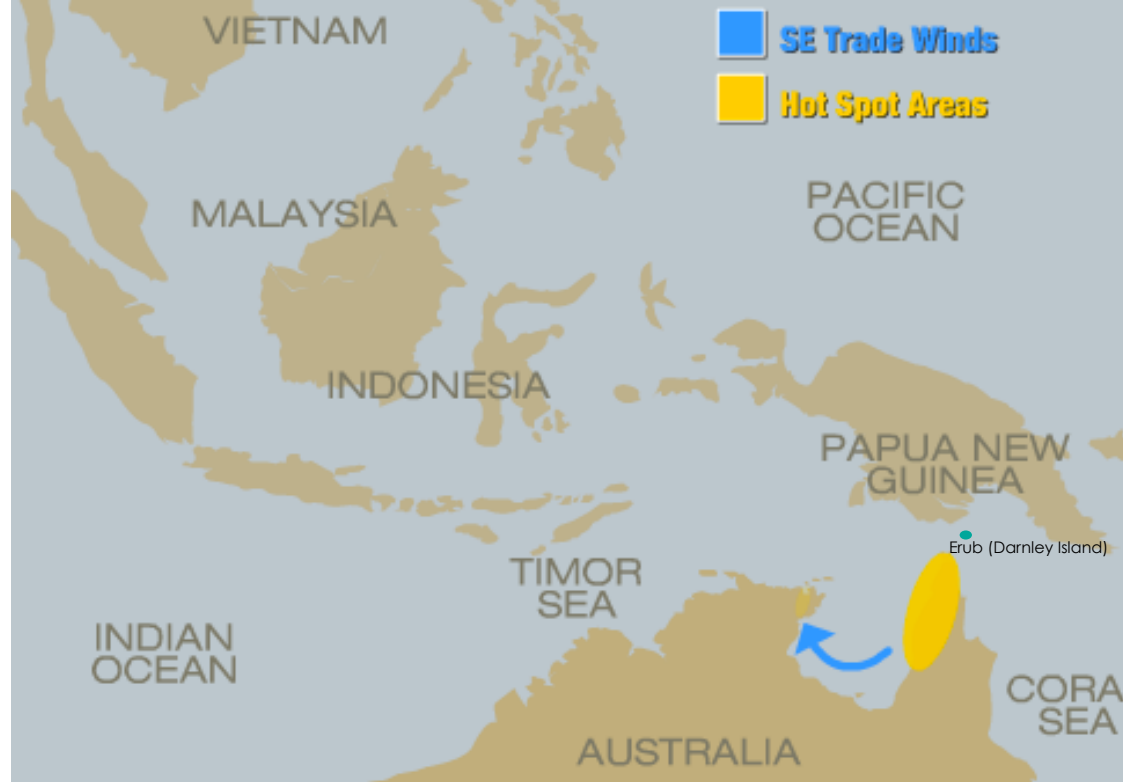 VIETNAM
SE Trade Winds
Hot Spot Areas
MALAYSIA
PACIFIC
OCEAN
INDONESIA
PAPUA NEW
GUINEA
Erub (Darnley Island)
TIMOR
SEA
INDIAN
OCEAN
CORA
SEA
AUSTRALIA